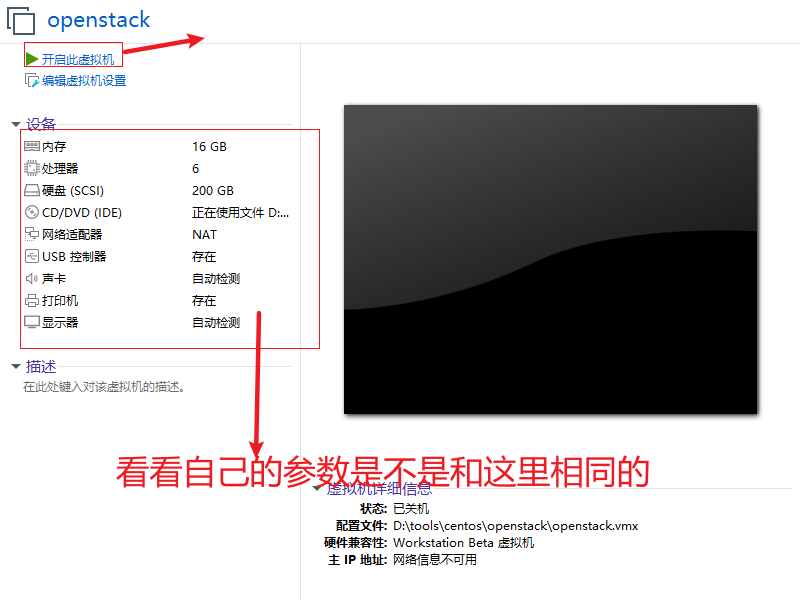 openstack
开启此虚拟机
编辑虚拟机设置
设备
内存 16 GB
处理器 6
硬盘 (SCSI) 200 GB
CD/DVD (IDE) 正在使用文件 D:...
网络适配器 NAT
USB 控制器 存在
声卡 自动检测
打印机 存在
显示器 自动检测
描述
在此处键入对该虚拟机的描述。
看看自己的参数是不是和这里相同的
虚拟机详细信息
状态: 已关机
配置文件: D:\tools\centos\openstack\openstack.vmx
硬件兼容性: Workstation Beta 虚拟机
主 IP 地址: 网络信息不可用